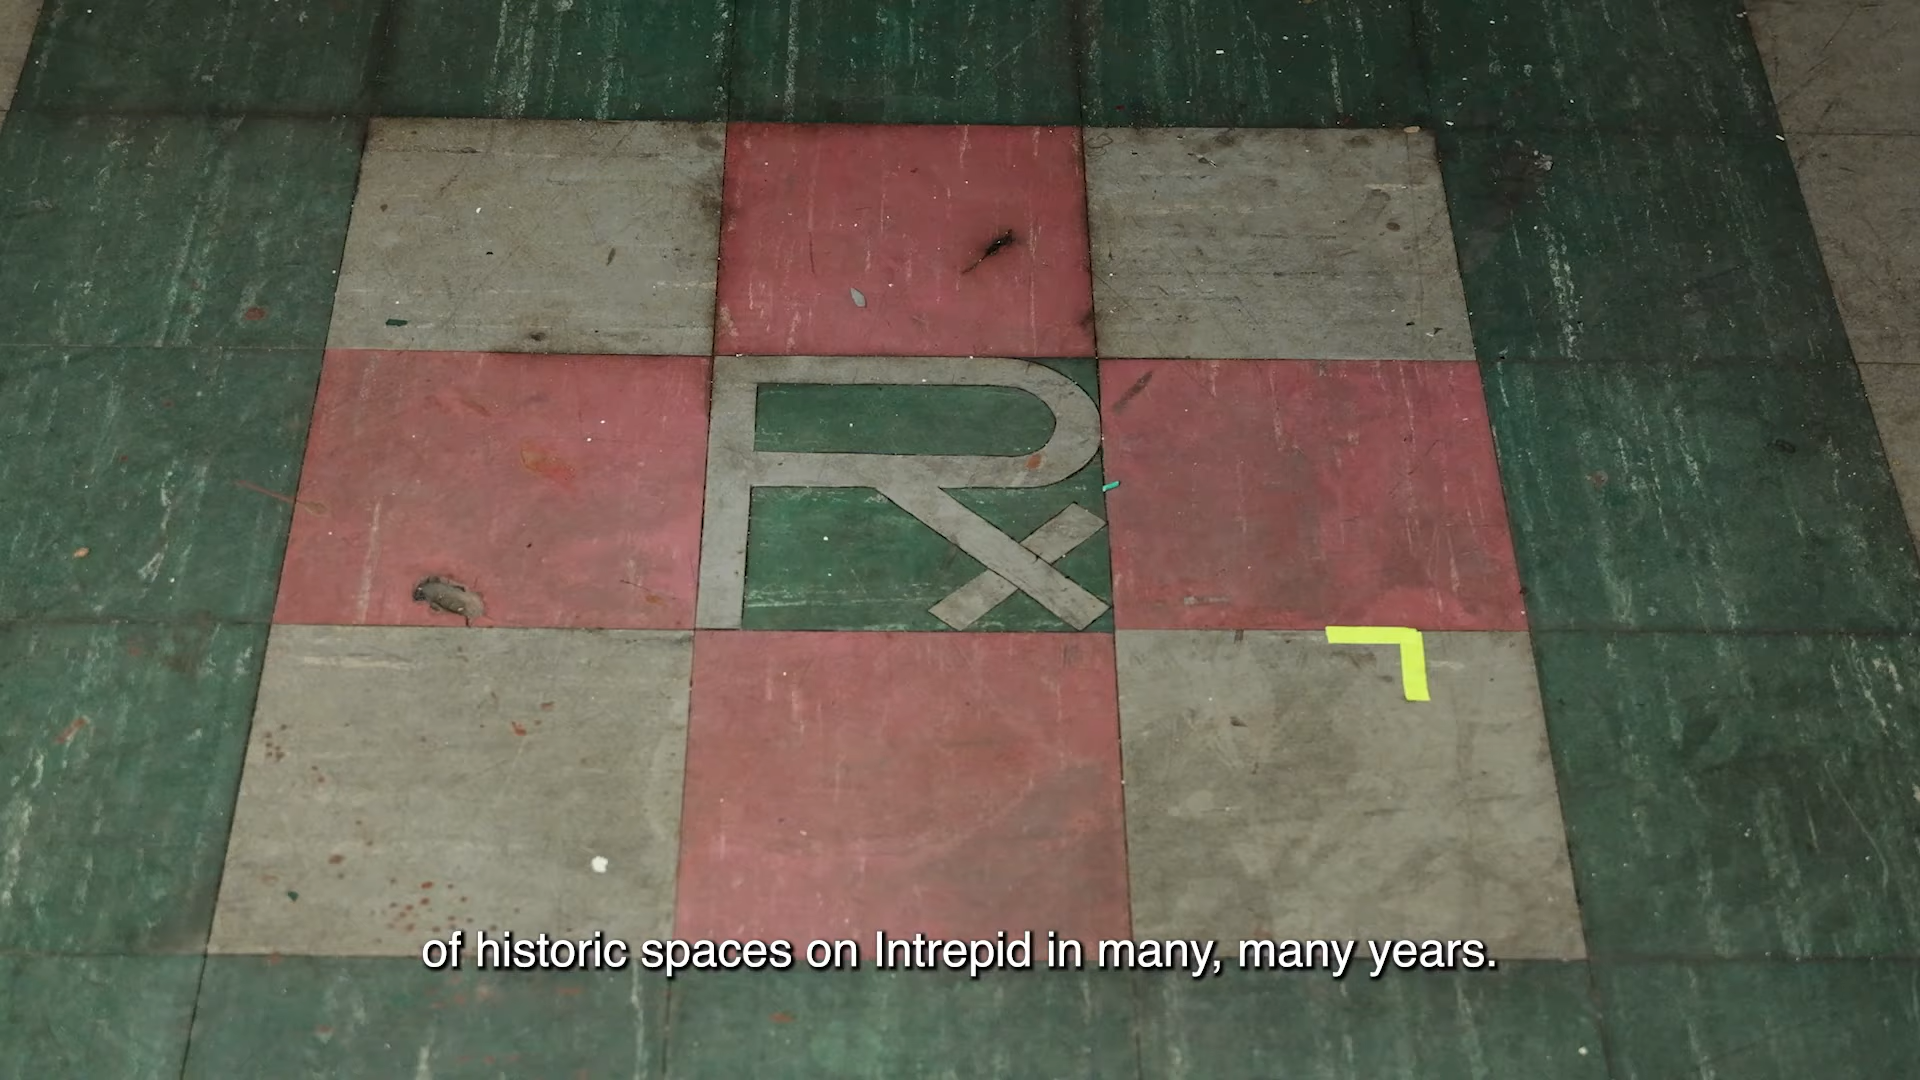 Rx
of historic spaces on Intrepid in many, many years.